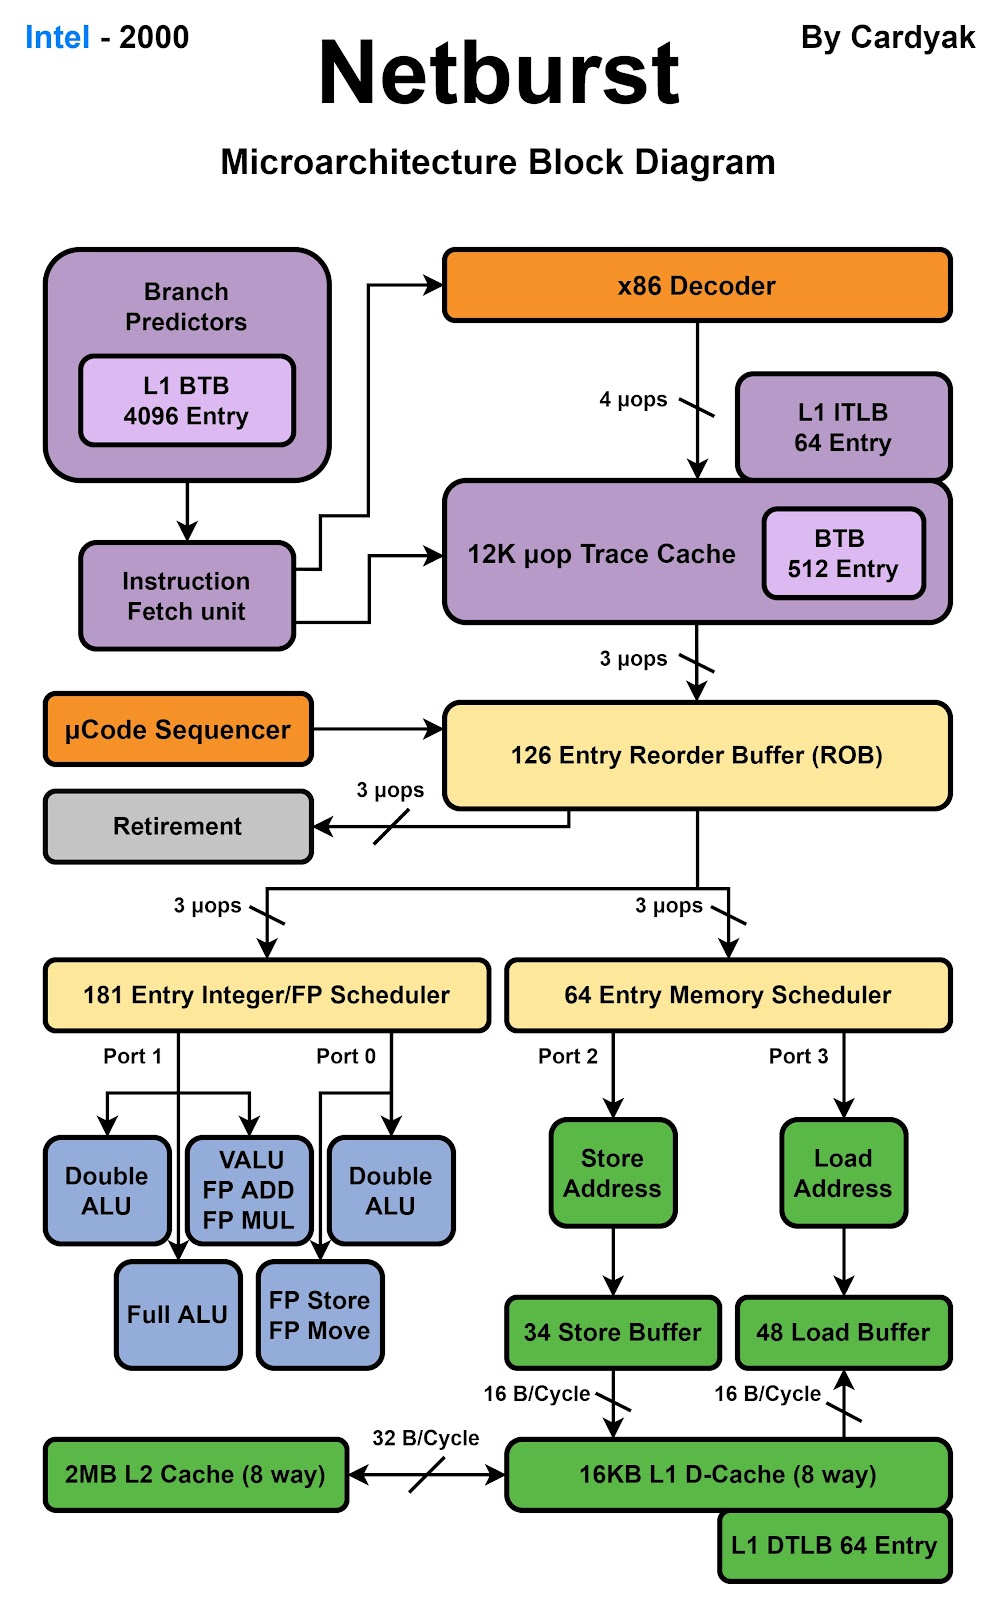 Intel - 2000
By Cardyak
Netburst
Microarchitecture Block Diagram
Branch
Predictors
L1 BTB
4096 Entry
x86 Decoder
4 µops
L1 ITLB
64 Entry
Instruction
Fetch unit
12K µop Trace Cache
BTB
512 Entry
3 µops
µCode Sequencer
126 Entry Reorder Buffer (ROB)
3 µops
Retirement
3 µops
3 µops
181 Entry Integer/FP Scheduler
64 Entry Memory Scheduler
Port 1
Port 0
Port 2
Port 3
Double
ALU
VALU
FP ADD
FP MUL
Double
ALU
Store
Address
Load
Address
Full ALU
FP Store
FP Move
34 Store Buffer
48 Load Buffer
16 B/Cycle
16 B/Cycle
32 B/Cycle
2MB L2 Cache (8 way)
16KB L1 D-Cache (8 way)
L1 DTLB 64 Entry